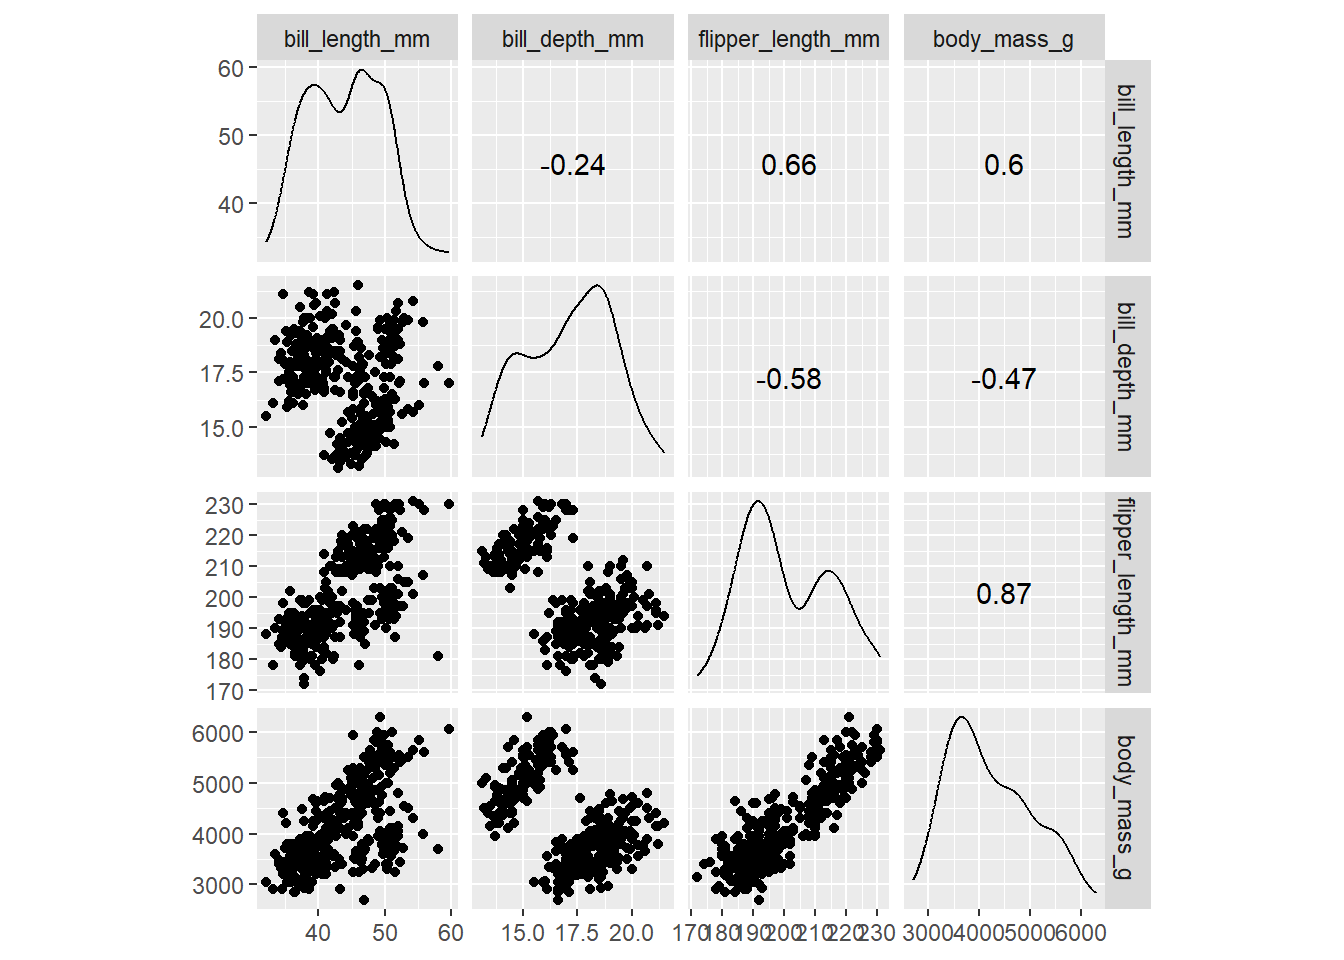 bill_length_mm bill_depth_mm flipper_length_mm body_mass_g
60
50
40
-0.24 0.66 0.6
bill_length_mm
20.0
17.5
15.0
-0.58 -0.47
bill_depth_mm
230
220
210
200
190
180
170
0.87
flipper_length_mm
6000
5000
4000
3000
body_mass_g
40 50 60 15.0 17.5 20.0 170 180 190 200 210 220 230 3000 4000 5000 6000